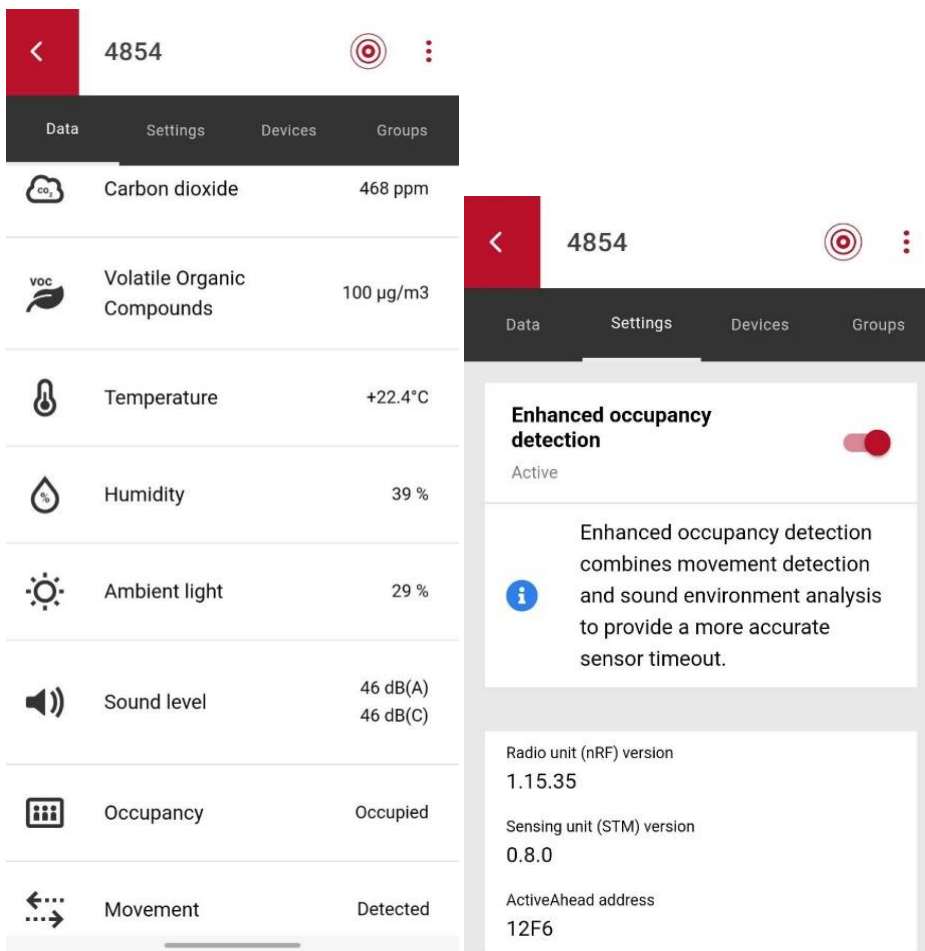 4854
Data Settings Devices Groups
CO2 Carbon dioxide 468 ppm
VOC Volatile Organic
Compounds 100 µg/m3
Temperature +22.4°C
% Humidity 39 %
Ambient light 29 %
Sound level 46 dB(A)
46 dB(C)
Occupancy Occupied
Movement Detected
4854
Data Settings Devices Groups
Enhanced occupancy
detection
Active
Enhanced occupancy detection
combines movement detection
and sound environment analysis
to provide a more accurate
sensor timeout.
Radio unit (nRF) version
1.15.35
Sensing unit (STM) version
0.8.0
ActiveAhead address
12F6